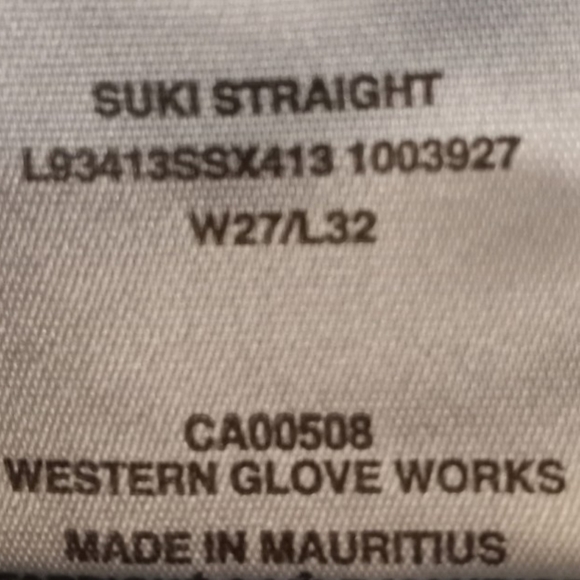 SUKI STRAIGHT
L93413SSX413 1003927
W27/L32
CA00508
WESTERN GLOVE WORKS
MADE IN MAURITIUS